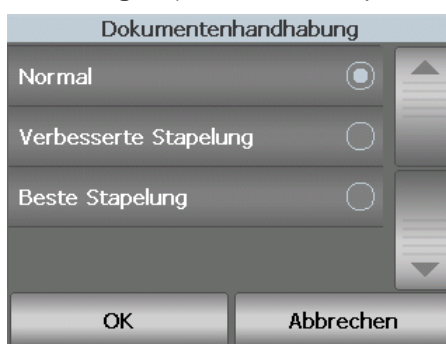 Dokumentenhandhabung
Normal
Verbesserte Stapelung
Beste Stapelung
OK
Abbrechen